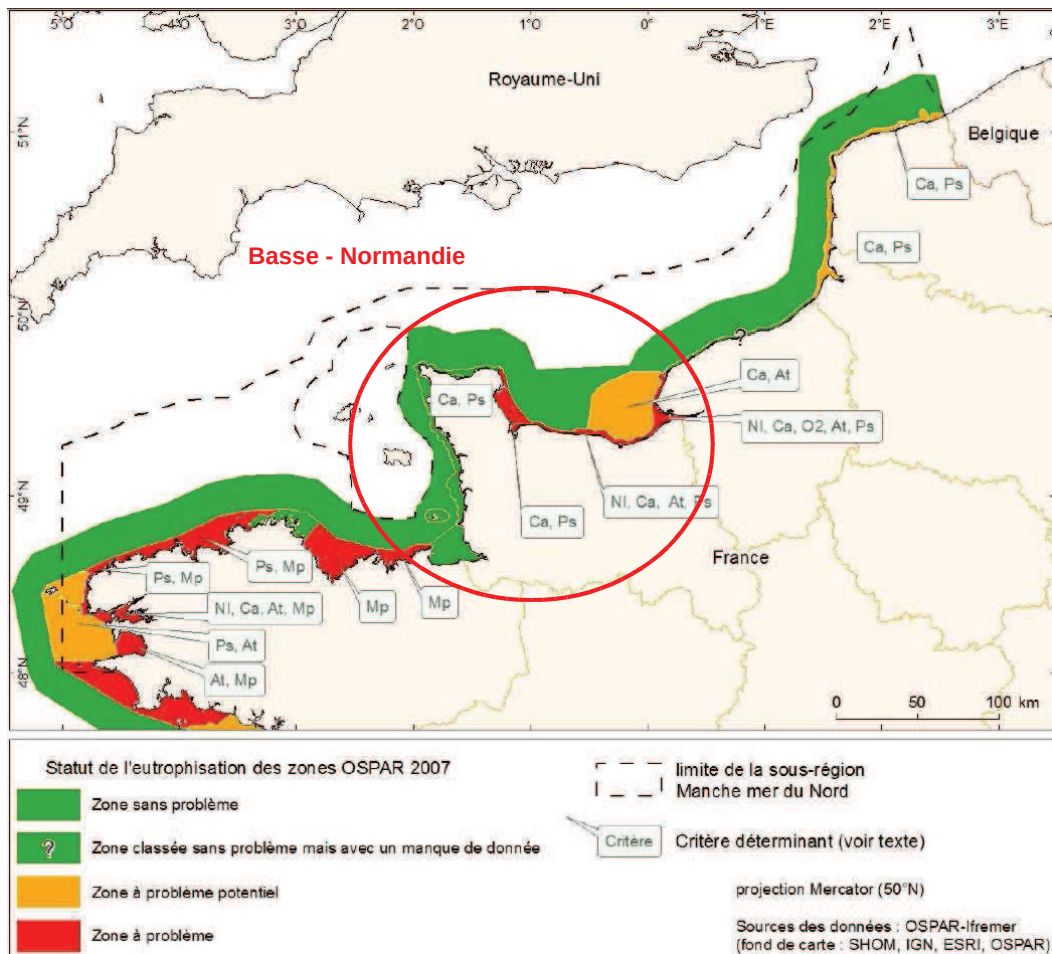 5°O 4°O 3°O 2°O 1°O 0° 1°E 2°E 3°E
51°N
50°N
49°N
48°N
Royaume-Uni
Belgique
Ca, Ps
Basse - Normandie
Ca, Ps
?
Ca, At
Ca, Ps
NI, Ca, O2, At, Ps
NI, Ca, At, Ps
Ca, Ps
France
Ps, Mp
Ps, Mp
Mp
Mp
NI, Ca, At, Mp
Ps, At
At, Mp
0 50 100 km
Statut de l'eutrophisation des zones OSPAR 2007
Zone sans problème
? Zone classée sans problème mais avec un manque de donnée
Zone à problème potentiel
Zone à problème
limite de la sous-région
Manche mer du Nord
Critère Critère déterminant (voir texte)
projection Mercator (50°N)
Sources des données : OSPAR-Ifremer
(fond de carte : SHOM, IGN, ESRI, OSPAR)